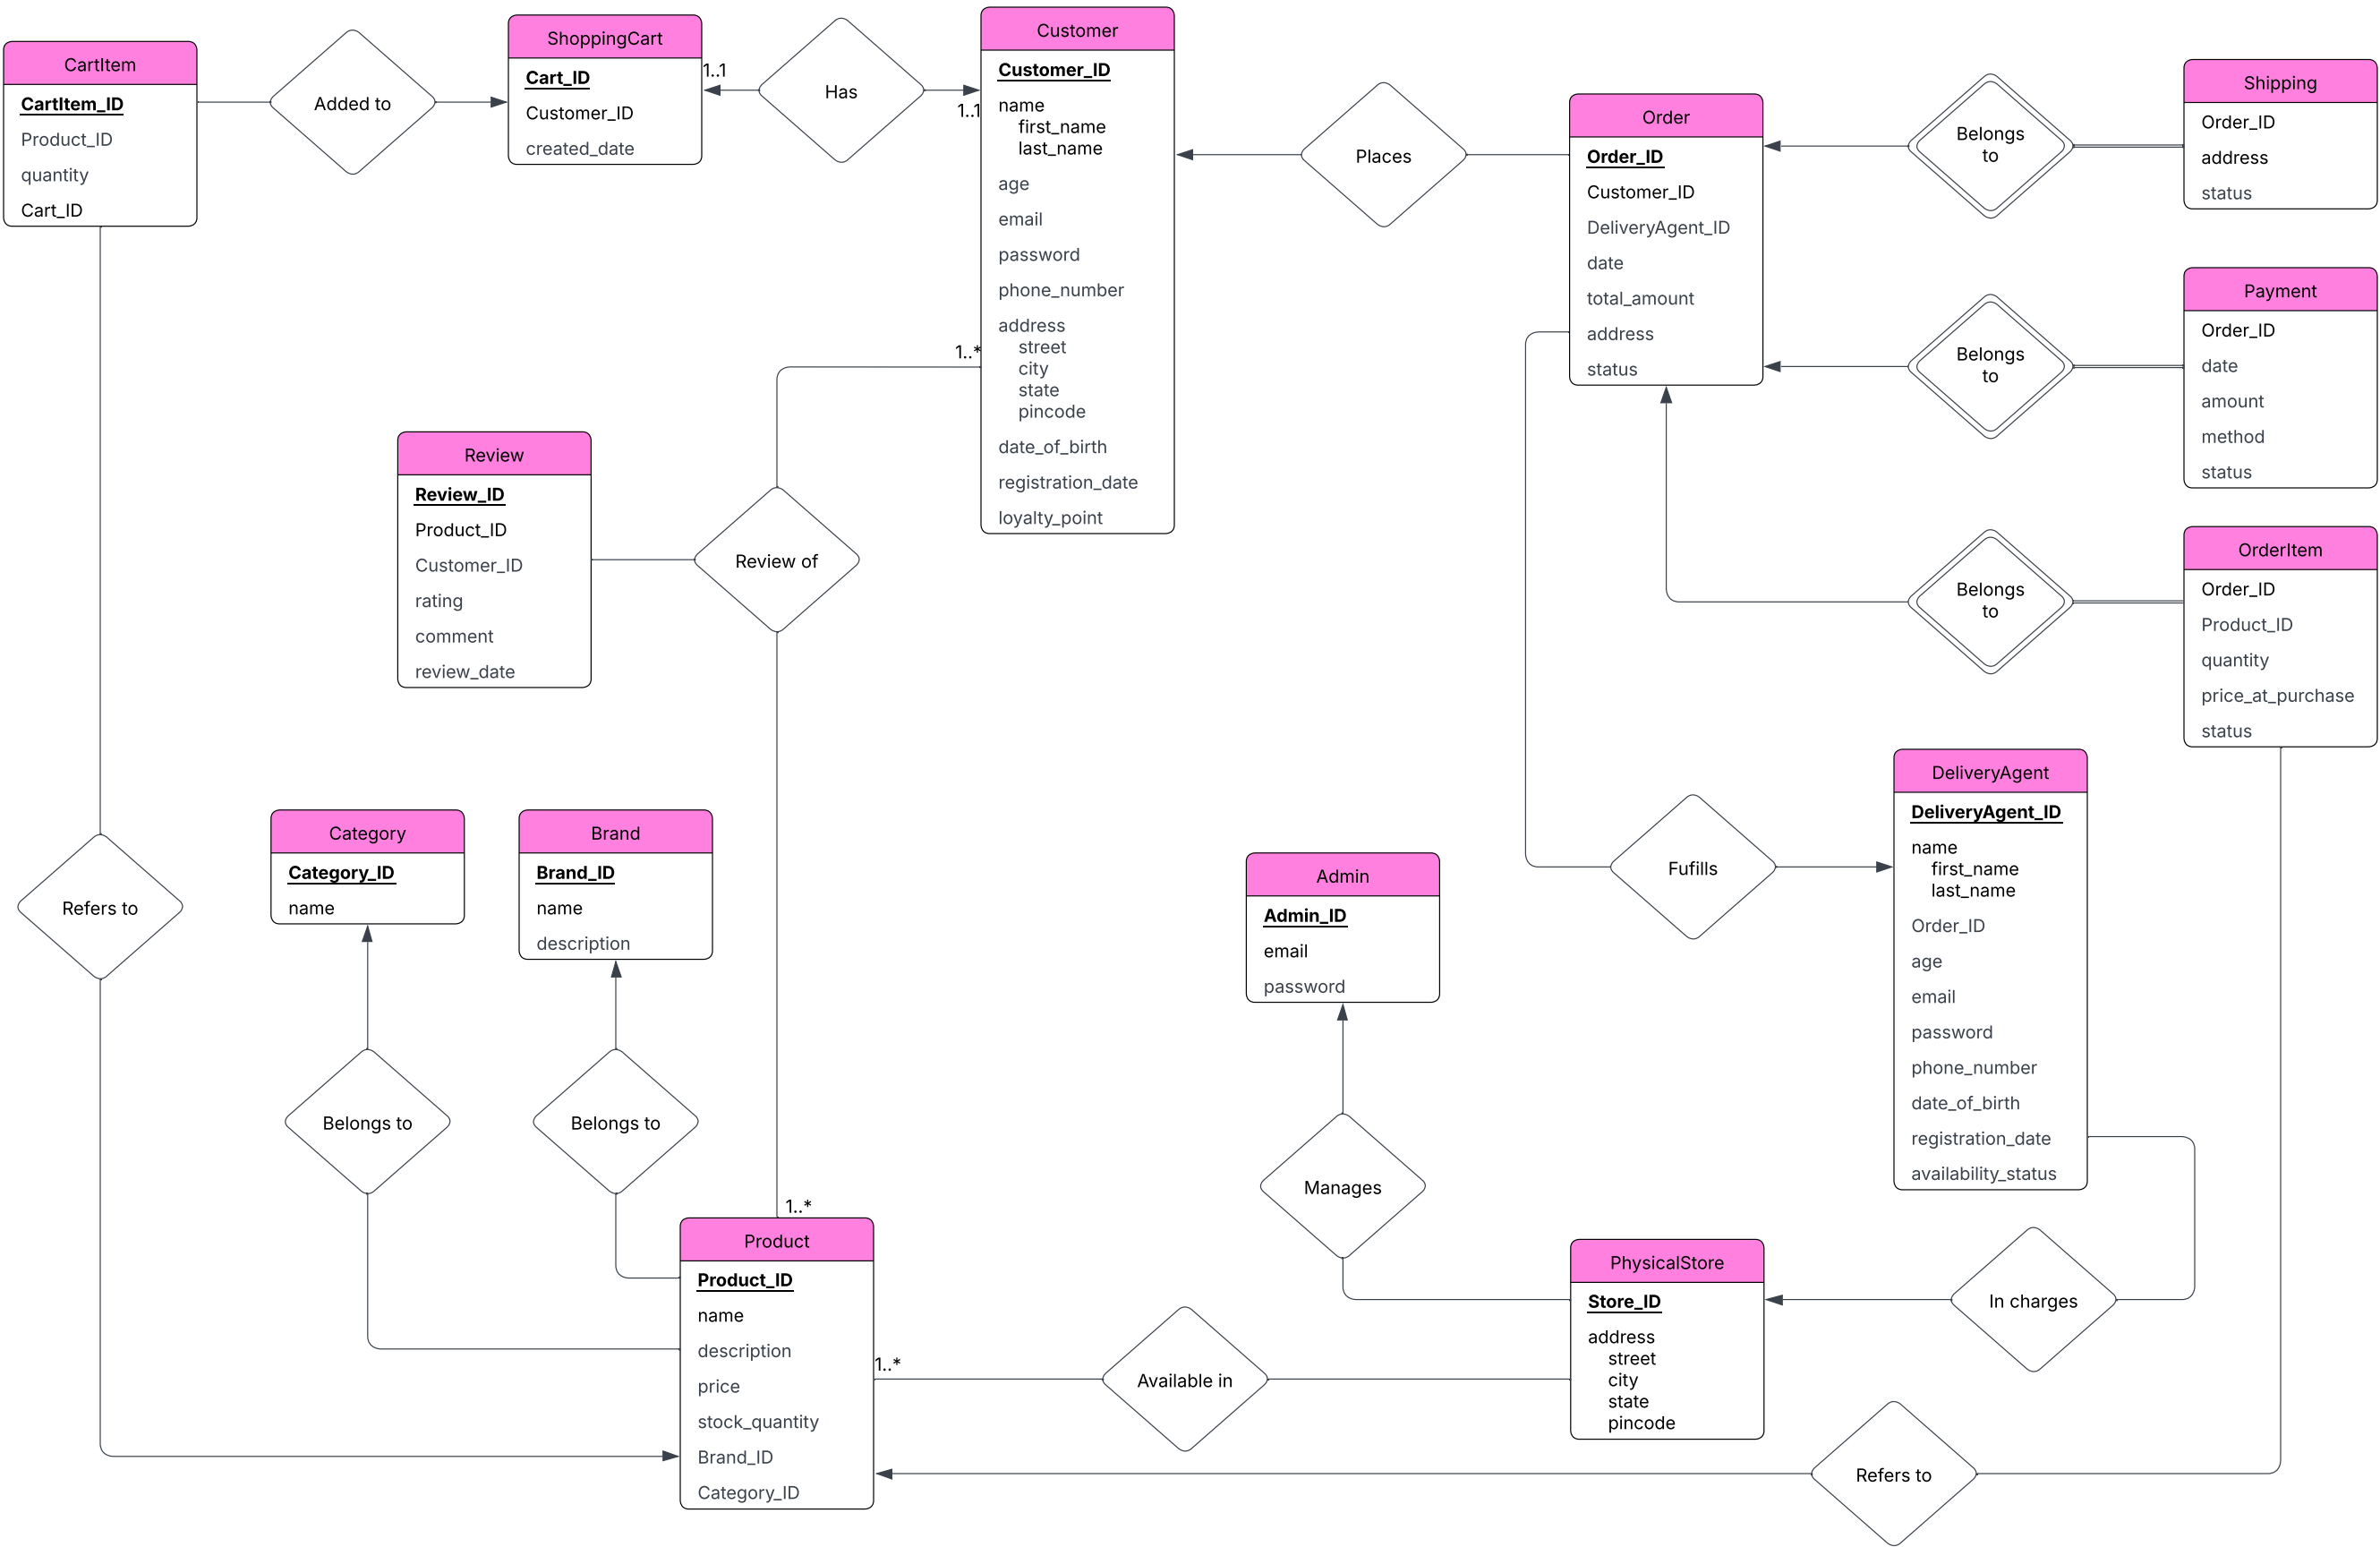 CartItem
CartItem_ID
Product_ID
quantity
Cart_ID
Added to
ShoppingCart
Cart_ID
Customer_ID
created_date
1..1
Has
1..1
Customer
Customer_ID
name
first_name
last_name
age
email
password
phone_number
address
street
city
state
pincode
date_of_birth
registration_date
loyalty_point
1..*
Places
Order
Order_ID
Customer_ID
DeliveryAgent_ID
date
total_amount
address
status
Belongs
to
Shipping
Order_ID
address
status
Belongs
to
Payment
Order_ID
date
amount
method
status
Belongs
to
OrderItem
Order_ID
Product_ID
quantity
price_at_purchase
status
Review
Review_ID
Product_ID
Customer_ID
rating
comment
review_date
Review of
Refers to
Category
Category_ID
name
Brand
Brand_ID
name
description
Belongs to
Belongs to
Admin
Admin_ID
email
password
Manages
Fufills
DeliveryAgent
DeliveryAgent_ID
name
first_name
last_name
Order_ID
age
email
password
phone_number
date_of_birth
registration_date
availability_status
1..*
Product
Product_ID
name
description
price
stock_quantity
Brand_ID
Category_ID
1..*
Available in
PhysicalStore
Store_ID
address
street
city
state
pincode
In charges
Refers to